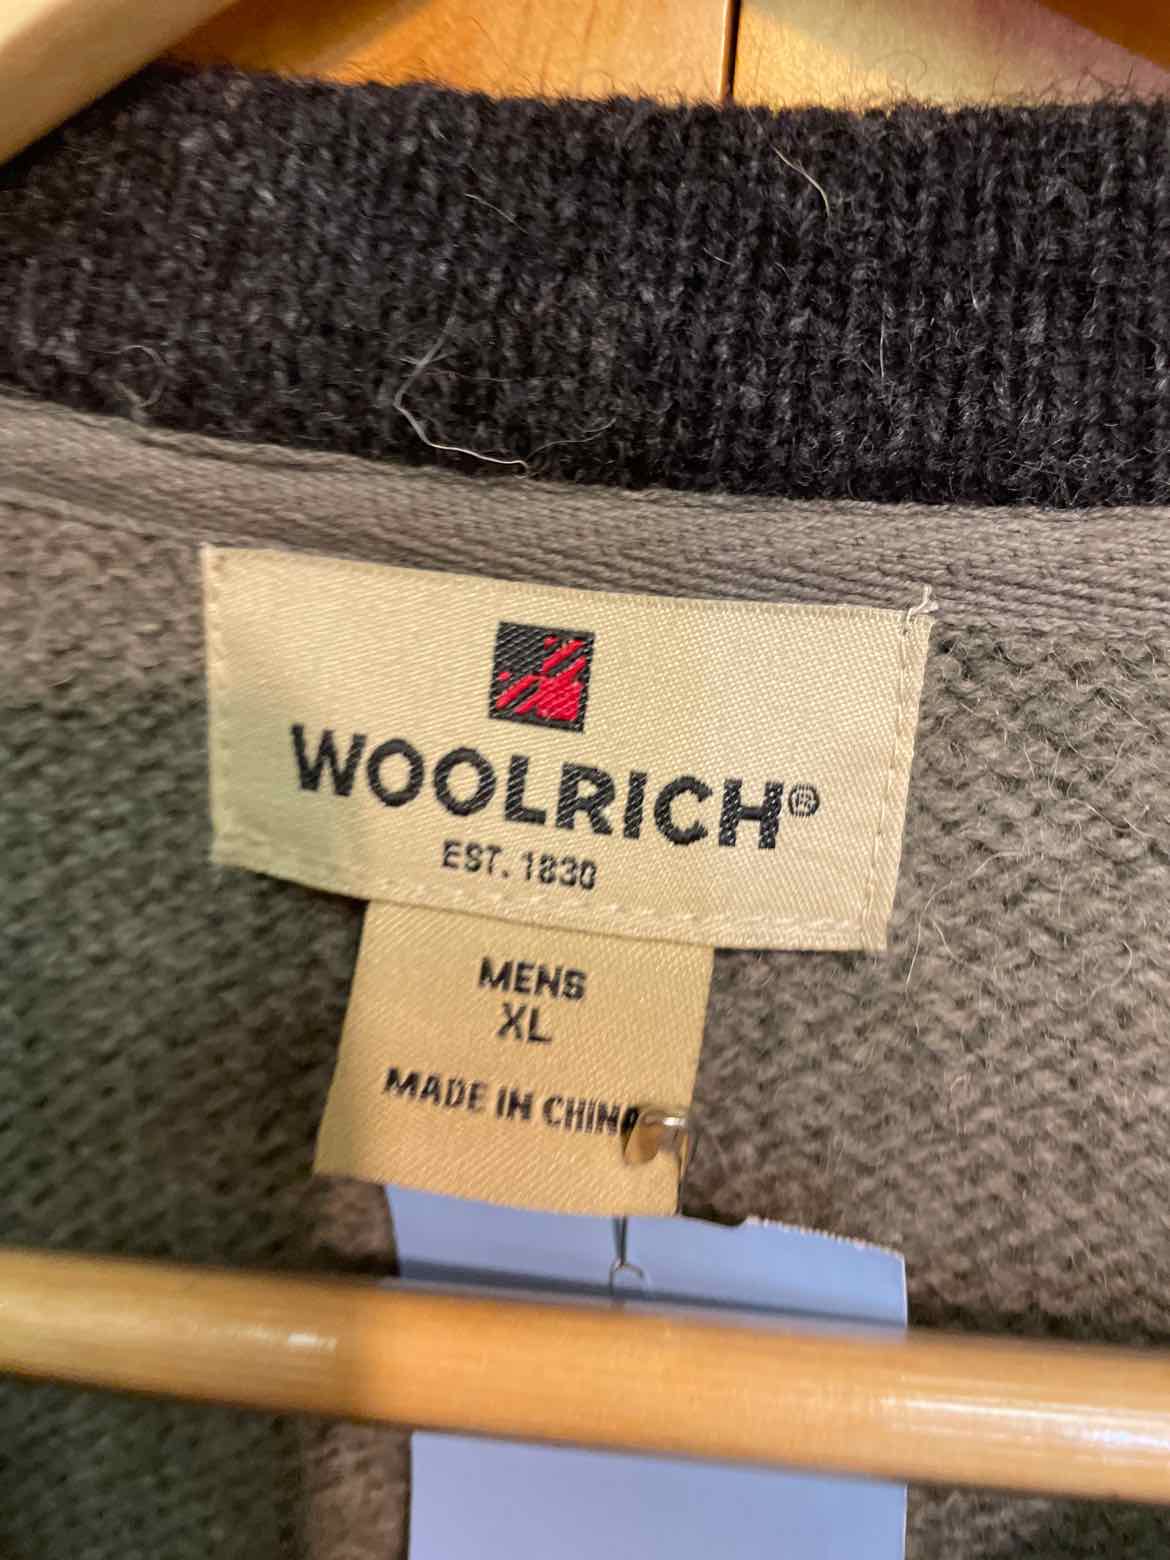 WOOLRICH®
EST. 1830
MENS
XL
MADE IN CHINA